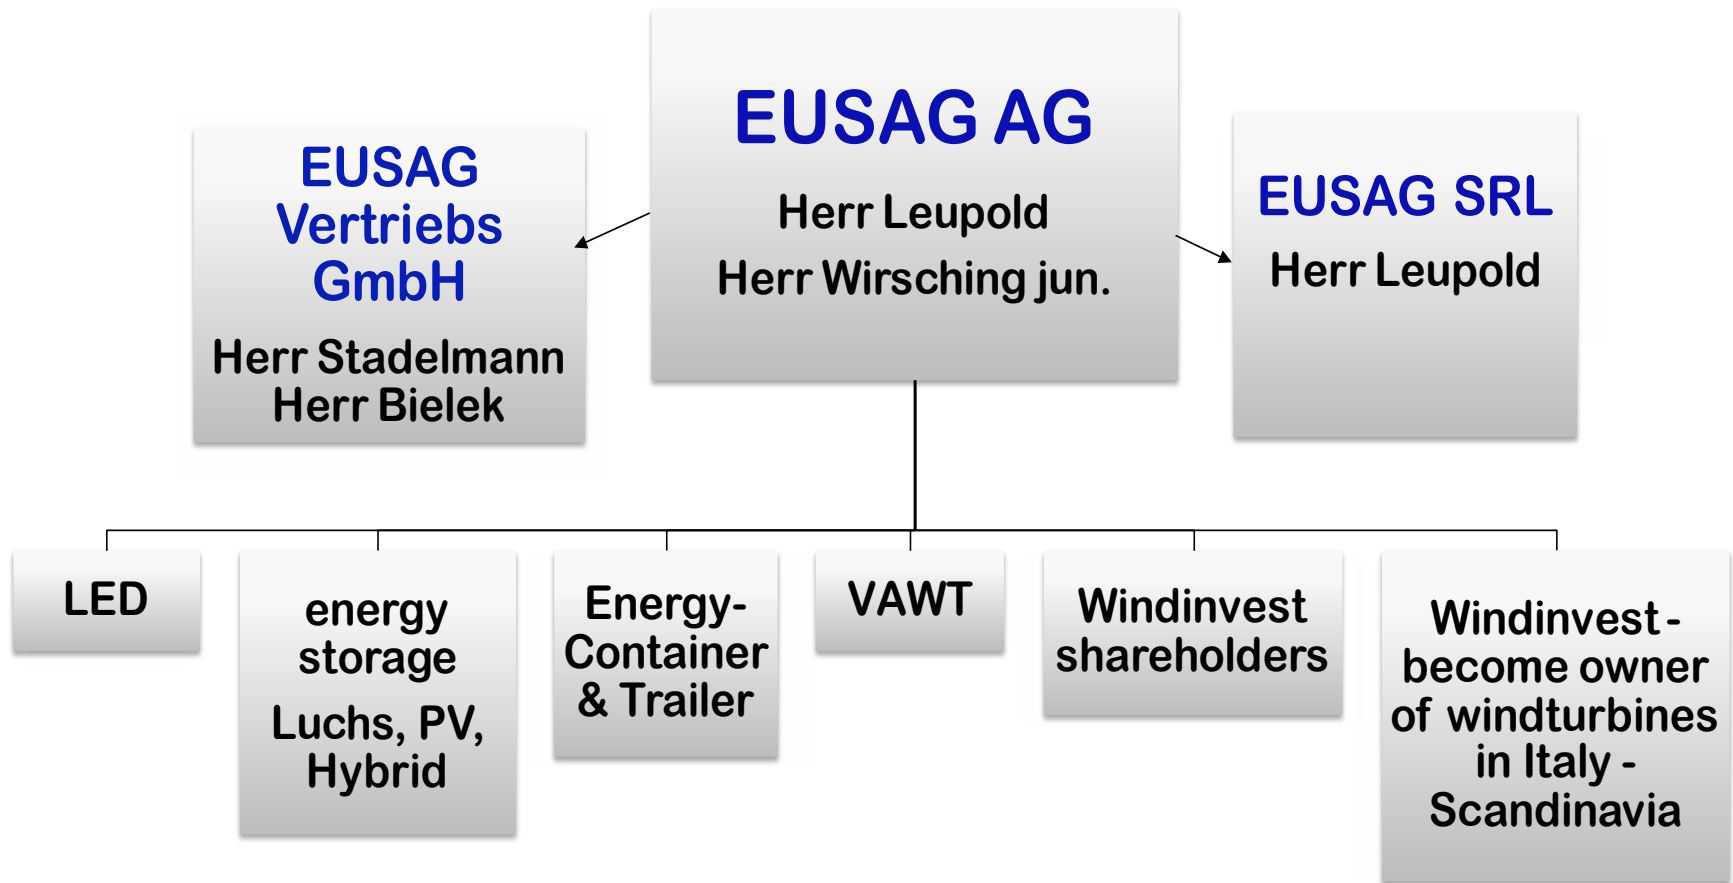 EUSAG AG
Herr Leupold
Herr Wirsching jun.
EUSAG
Vertriebs
GmbH
Herr Stadelmann
Herr Bielek
EUSAG SRL
Herr Leupold
LED
energy
storage
Luchs, PV,
Hybrid
Energy-
Container
& Trailer
VAWT
Windinvest
shareholders
Windinvest -
become owner
of windturbines
in Italy -
Scandinavia